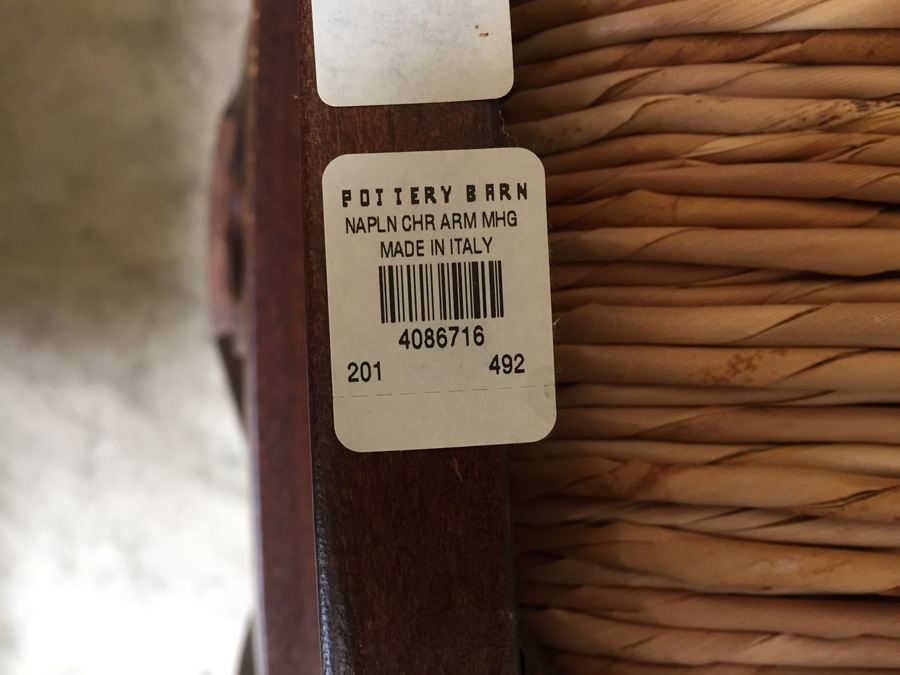 POTTERY BARN
NAPLN CHR ARM MHG
MADE IN ITALY
4086716
201 492